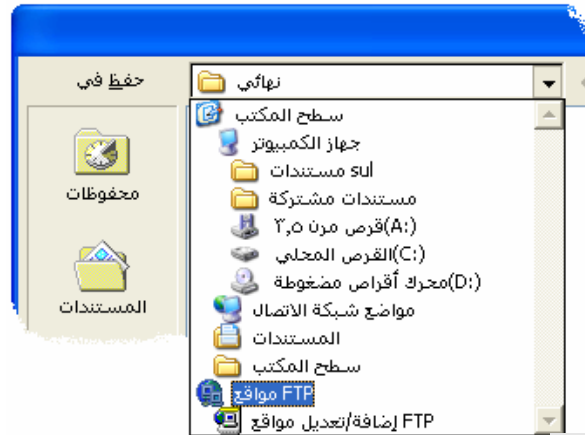 حفظ في
نهائي
سطح المكتب
جهاز الكمبيوتر
sul مستندات
مستندات مشتركة
(A:)قرص مرن ٣,٥
(C:)القرص المحلي
(D:)محرك أقراص مضغوطة
مواضع شبكة الاتصال
المستندات
سطح المكتب
FTP مواقع
FTP إضافة/تعديل مواقع
محفوظات
المستندات